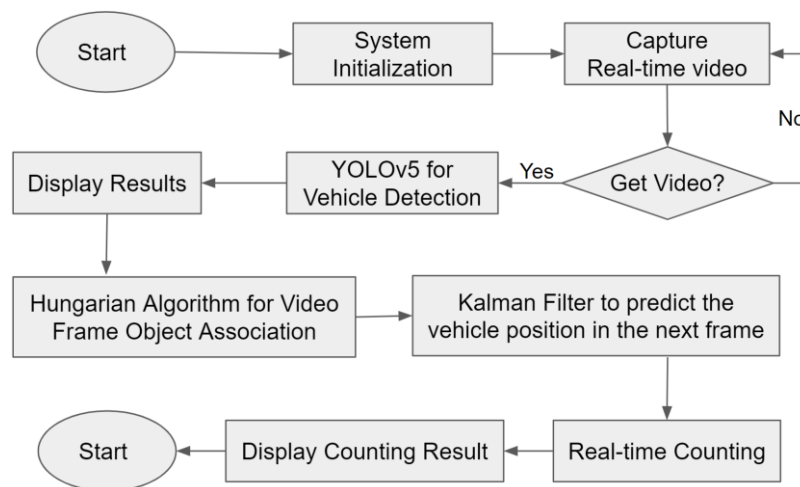 Start
System
Initialization
Capture
Real-time video
No
Display Results
YOLOv5 for
Vehicle Detection
Yes
Get Video?
Hungarian Algorithm for Video
Frame Object Association
Kalman Filter to predict the
vehicle position in the next frame
Start
Display Counting Result
Real-time Counting